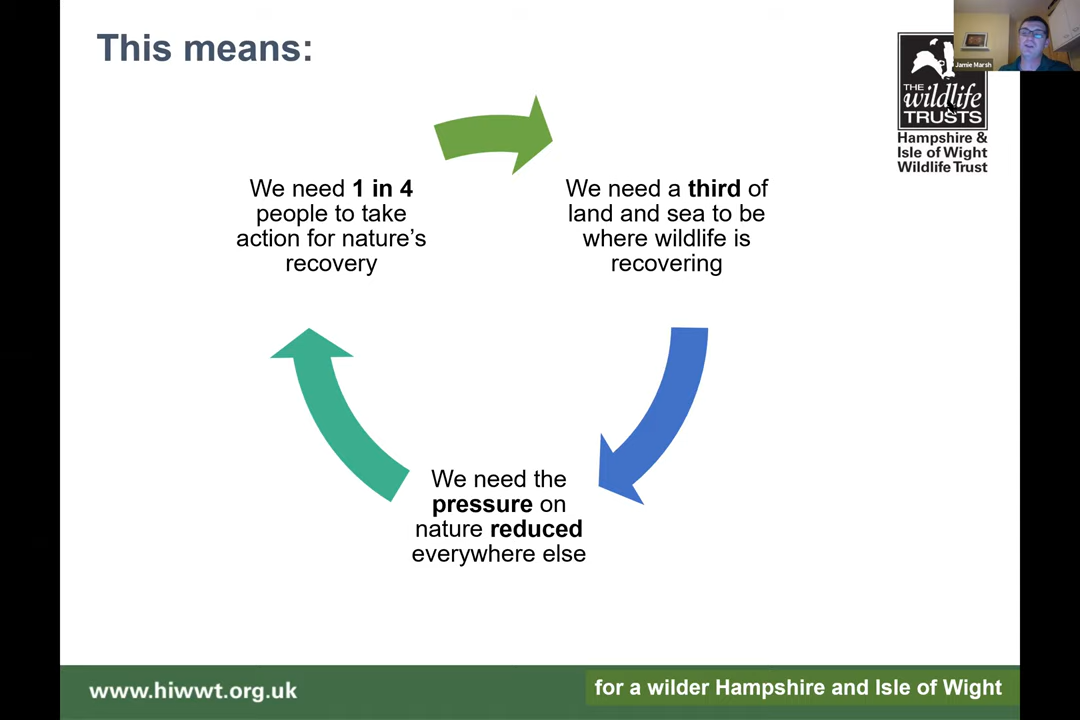 This means:
Jamie Marsh
THE
wildlife
TRUSTS
Hampshire &
Isle of Wight
Wildlife Trust
We need 1 in 4
people to take
action for nature’s
recovery
We need a third of
land and sea to be
where wildlife is
recovering
We need the
pressure on
nature reduced
everywhere else
www.hiwwt.org.uk
for a wilder Hampshire and Isle of Wight